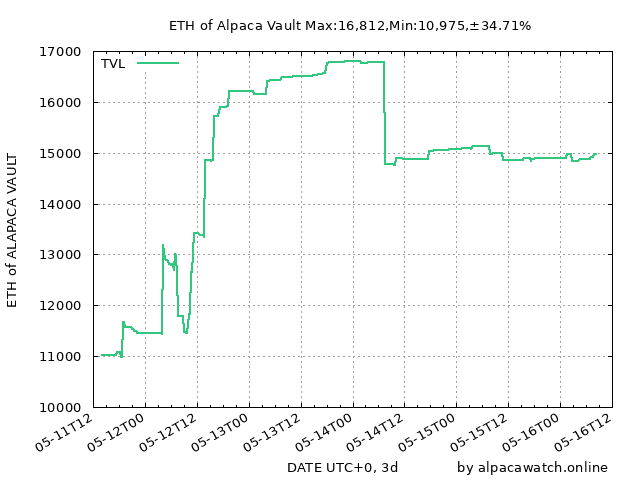 ETH of Alpaca Vault Max:16,812,Min:10,975,±34.71%
17000
TVL
16000
15000
14000
13000
12000
11000
10000
ETH of ALAPACA VAULT
05-11T12
05-12T00
05-12T12
05-13T00
05-13T12
05-14T00
05-14T12
05-15T00
05-15T12
05-16T00
05-16T12
DATE UTC+0, 3d
by alpacawatch.online